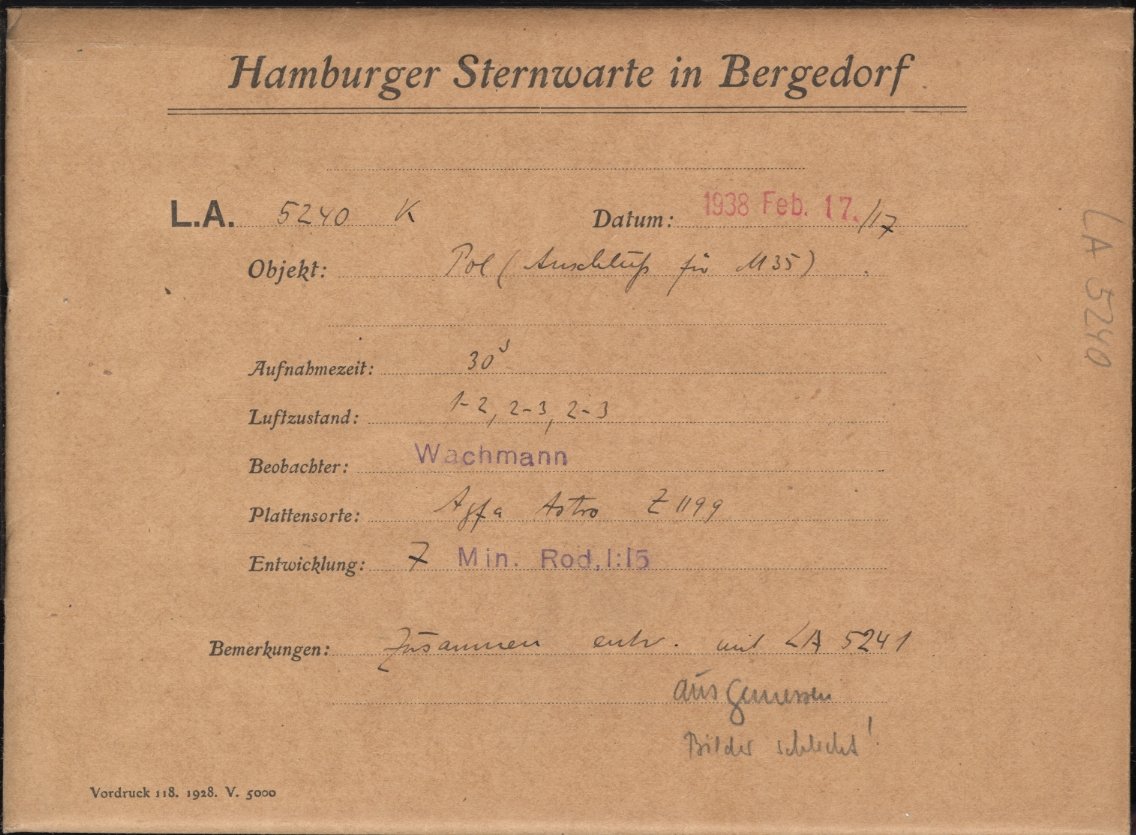 Hamburger Sternwarte in Bergedorf
L.A. 5240 K Datum: 1938 Feb. 17./17
Objekt: Pol (Anschluß für M35)
Aufnahmezeit: 30s
Luftzustand: 1-2, 2-3, 2-3
Beobachter: Wachmann
Plattensorte: Agfa Astro Z 1199
Entwicklung: 7 Min. Rod, 1:15
Bemerkungen: Zusammen entw. mit LA 5241
ausgemessen
Bilder schlecht!
Vordruck 118. 1928. V. 5000
LA 5240